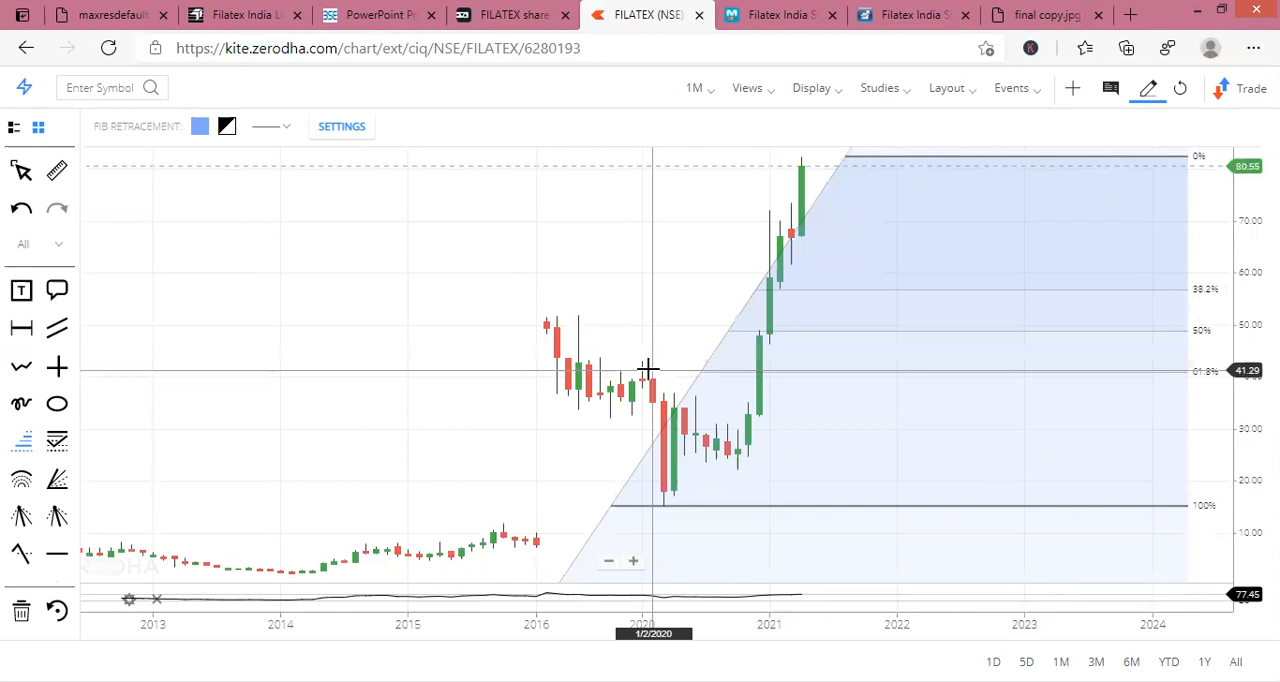 maxresdefault
Filatex India Li
PowerPoint P
FILATEX share
FILATEX (NSE)
Filatex India S
Filatex India S
final copy.jpg
https://kite.zerodha.com/chart/ext/ciq/NSE/FILATEX/6280193
K
Enter Symbol
1M
Views
Display
Studies
Layout
Events
Trade
FIB RETRACEMENT:
SETTINGS
All
T
0%
80.55
70.00
60.00
38.2%
50.00
50%
61.8%
41.29
30.00
20.00
100%
10.00
77.45
2013
2014
2015
2016
2020
2021
2022
2023
2024
1/2/2020
1D
5D
1M
3M
6M
YTD
1Y
All